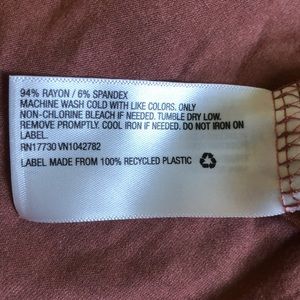 94% RAYON / 6% SPANDEX
MACHINE WASH COLD WITH LIKE COLORS. ONLY
NON-CHLORINE BLEACH IF NEEDED. TUMBLE DRY LOW.
REMOVE PROMPTLY. COOL IRON IF NEEDED. DO NOT IRON ON
LABEL.
RN17730 VN1042782
LABEL MADE FROM 100% RECYCLED PLASTIC